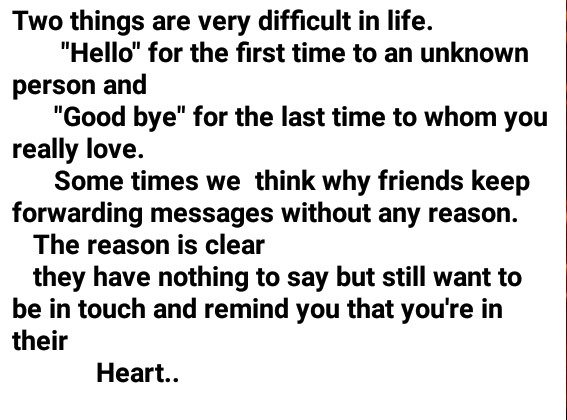 Two things are very difficult in life.
"Hello" for the first time to an unknown
person and
"Good bye" for the last time to whom you
really love.
Some times we  think why friends keep
forwarding messages without any reason.
The reason is clear
they have nothing to say but still want to
be in touch and remind you that you're in
their
Heart..